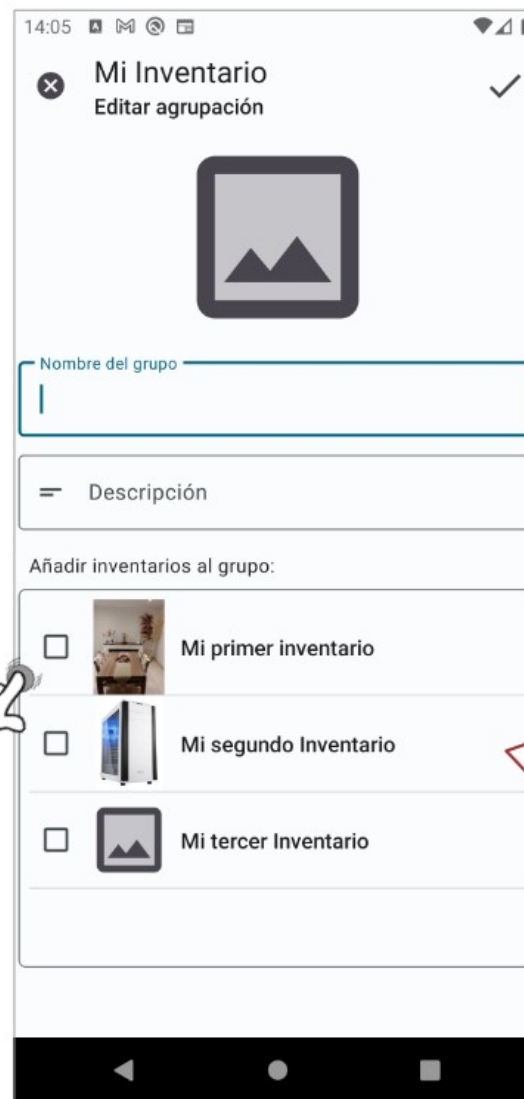 14:05
Mi Inventario
Editar agrupación
Nombre del grupo
Descripción
Añadir inventarios al grupo:
Mi primer inventario
Mi segundo Inventario
Mi tercer Inventario